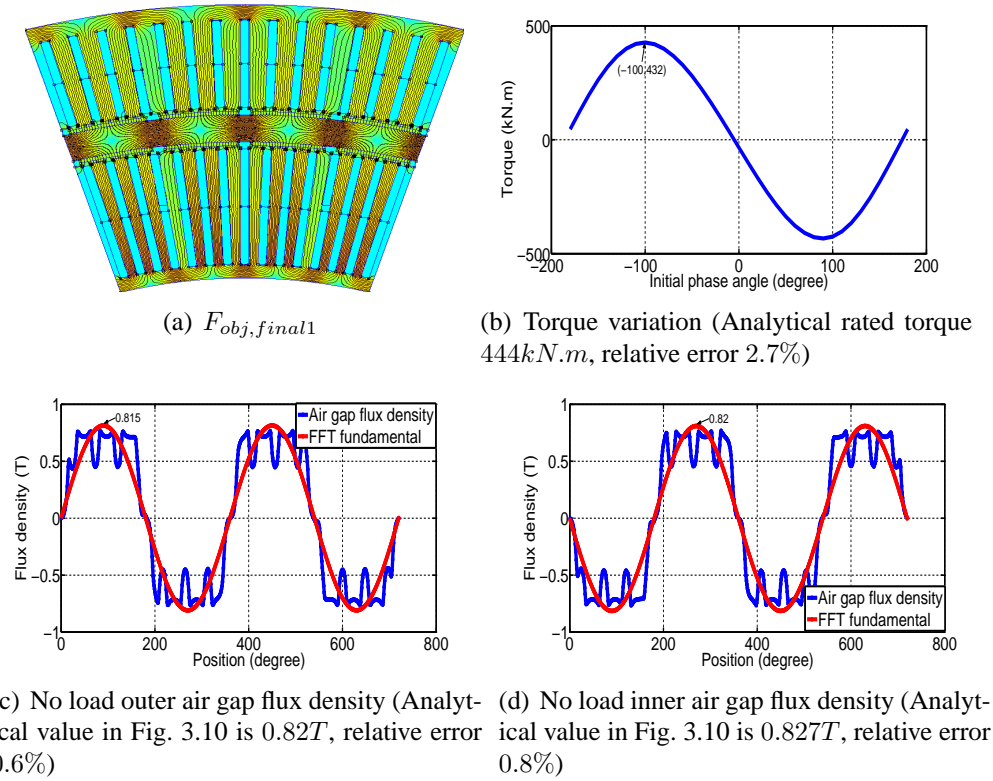 500
0
−500
−200
−100
0
100
200
Torque (kN.m)
Initial phase angle (degree)
(−100,432)
(a) F_{obj,final1}
(b) Torque variation (Analytical rated torque
444kN.m, relative error 2.7%)
1
0.5
0
−0.5
−1
0
200
400
600
800
Flux density (T)
Position (degree)
0.815
Air gap flux density
FFT fundamental
1
0.5
0
−0.5
−1
0
200
400
600
800
Flux density (T)
Position (degree)
0.82
Air gap flux density
FFT fundamental
c) No load outer air gap flux density (Analyt-
ical value in Fig. 3.10 is 0.82T, relative error
0.6%)
(d) No load inner air gap flux density (Analyt-
ical value in Fig. 3.10 is 0.827T, relative error
0.8%)